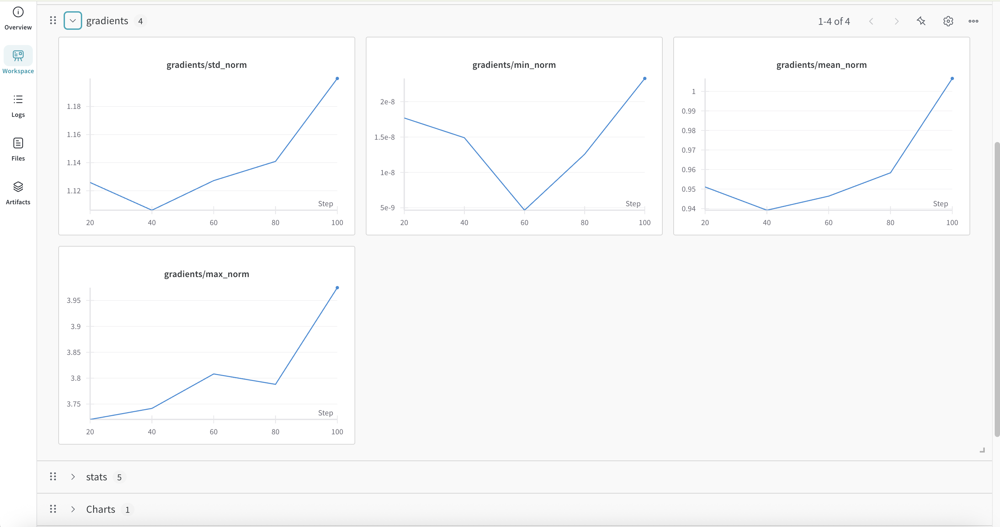 Overview
Workspace
Logs
Files
Artifacts
gradients 4
1-4 of 4
gradients/std_norm
1.18
1.16
1.14
1.12
Step
20 40 60 80 100
gradients/min_norm
2e-8
1.5e-8
1e-8
5e-9
Step
20 40 60 80 100
gradients/mean_norm
1
0.99
0.98
0.97
0.96
0.95
0.94
Step
20 40 60 80 100
gradients/max_norm
3.95
3.9
3.85
3.8
3.75
Step
20 40 60 80 100
stats 5
Charts 1